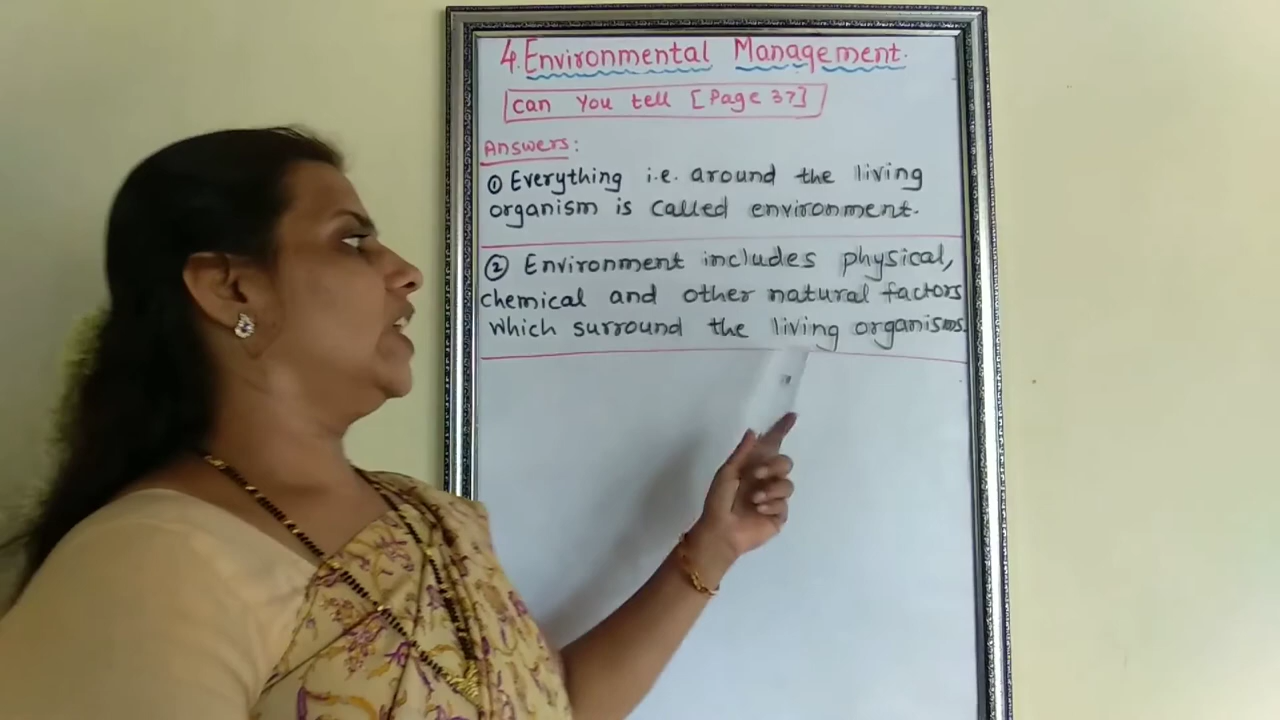 4. Environmental Management.
Can You tell [Page 37]
Answers:
① Everything i.e. around the living
organism is called environment.
② Environment includes physical,
chemical and other natural factors
which surround the living organisms.